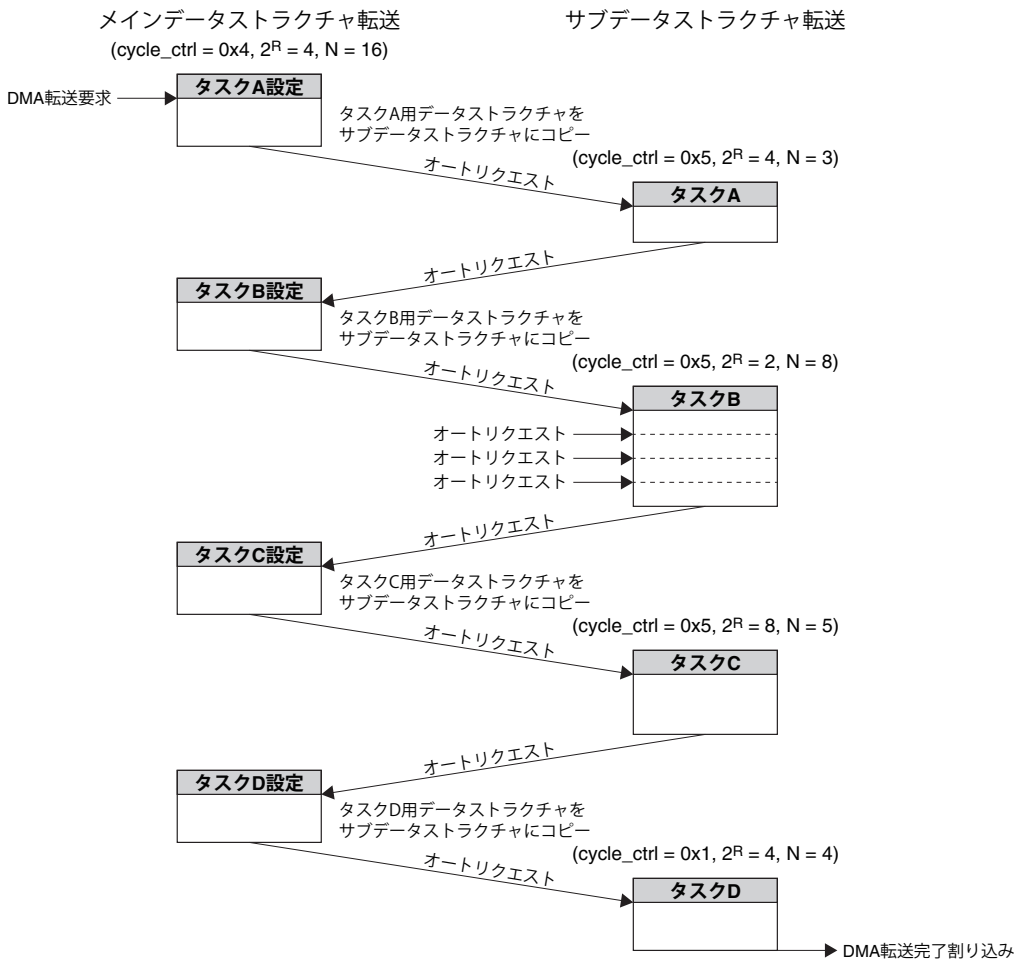 メインデータストラクチャ転送
サブデータストラクチャ転送
(cycle_ctrl = 0x4, 2ᴿ = 4, N = 16)
DMA転送要求
タスクA設定
タスクA用データストラクチャを
サブデータストラクチャにコピー
(cycle_ctrl = 0x5, 2ᴿ = 4, N = 3)
オートリクエスト
タスクA
オートリクエスト
タスクB設定
タスクB用データストラクチャを
サブデータストラクチャにコピー
(cycle_ctrl = 0x5, 2ᴿ = 2, N = 8)
オートリクエスト
タスクB
オートリクエスト
オートリクエスト
オートリクエスト
オートリクエスト
タスクC設定
タスクC用データストラクチャを
サブデータストラクチャにコピー
(cycle_ctrl = 0x5, 2ᴿ = 8, N = 5)
オートリクエスト
タスクC
オートリクエスト
タスクD設定
タスクD用データストラクチャを
サブデータストラクチャにコピー
(cycle_ctrl = 0x1, 2ᴿ = 4, N = 4)
オートリクエスト
タスクD
DMA転送完了割り込み